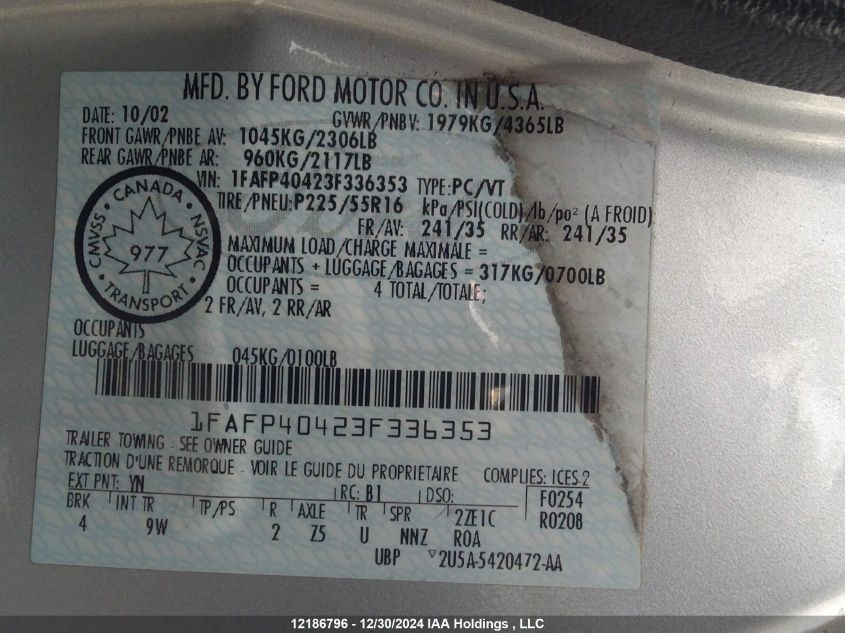 MFD. BY FORD MOTOR CO. IN U.S.A.
DATE: 10/02 GVWR/PNBV: 1979KG/4365LB
FRONT GAWR/PNBE AV: 1045KG/2306LB
REAR GAWR/PNBE AR: 960KG/2117LB
VIN: 1FAFP40423F336353 TYPE: PC/VT
TIRE/PNEU: P225/55R16 kPa/PSI(COLD)/lb/po² (A FROID)
FR/AV: 241/35 RR/AR: 241/35
CANADA
CMVSS NSVAC
977
TRANSPORT
MAXIMUM LOAD/CHARGE MAXIMALE =
OCCUPANTS + LUGGAGE/BAGAGES = 317KG/0700LB
OCCUPANTS = 4 TOTAL/TOTALE;
2 FR/AV, 2 RR/AR
OCCUPANTS
LUGGAGE/BAGAGES 045KG/0100LB
1FAFP40423F336353
TRAILER TOWING - SEE OWNER GUIDE
TRACTION D'UNE REMORQUE - VOIR LE GUIDE DU PROPRIETAIRE COMPLIES: ICES-2
EXT PNT: YN RC: B1 DSO: F0254
BRK INT TR TP/PS R AXLE TR SPR 2ZE1C R0208
4 9W 2 Z5 U NNZ ROA
UBP ▽2U5A-5420472-AA
12186796 - 12/30/2024 IAA Holdings , LLC